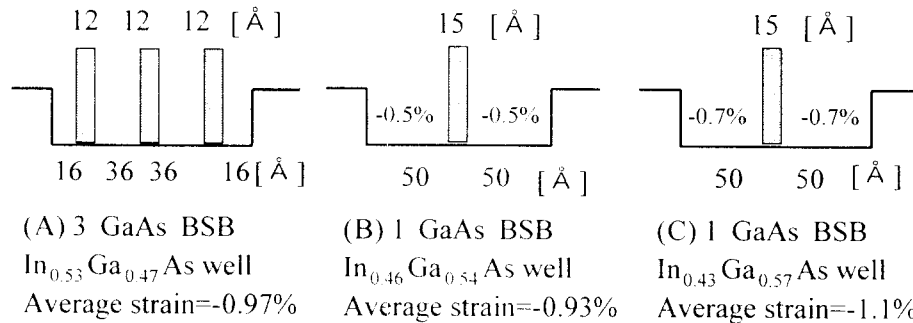 12 12 12 [Å] 15 [Å] 15 [Å]
-0.5% -0.5% -0.7% -0.7%
16 36 36 16[Å] 50 50 [Å] 50 50 [Å]
(A) 3 GaAs BSB (B) 1 GaAs BSB (C) 1 GaAs BSB
In0.53Ga0.47As well In0.46Ga0.54As well In0.43Ga0.57As well
Average strain=-0.97% Average strain=-0.93% Average strain=-1.1%